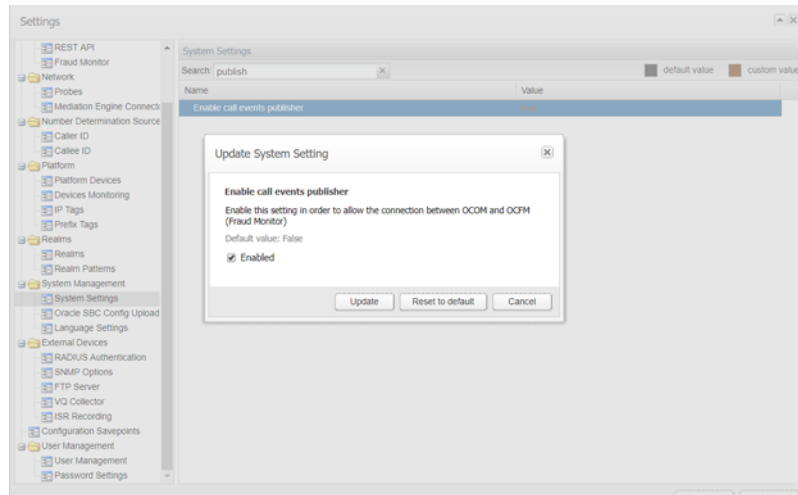 Settings
REST API
Fraud Monitor
Network
Probes
Mediation Engine Connect
Number Determination Source
Caller ID
Callee ID
Platform
Platform Devices
Devices Monitoring
IP Tags
Prefix Tags
Realms
Realms
Realm Patterns
System Management
System Settings
Oracle SBC Config Upload
Language Settings
External Devices
RADIUS Authentication
SNMP Options
FTP Server
VQ Collector
ISR Recording
Configuration Savepoints
User Management
User Management
Password Settings
System Settings
Search: publish
default value
custom value
Name
Value
Enable call events publisher
Update System Setting
Enable call events publisher
Enable this setting in order to allow the connection between OCOM and OCFM
(Fraud Monitor)
Default value: False
Enabled
Update
Reset to default
Cancel